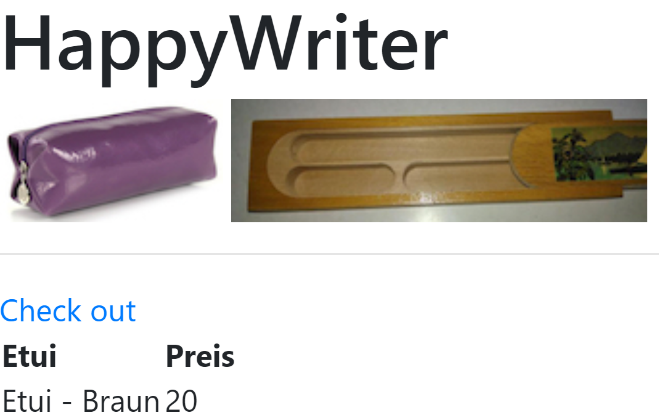 HappyWriter
Check out
Etui Preis
Etui - Braun 20